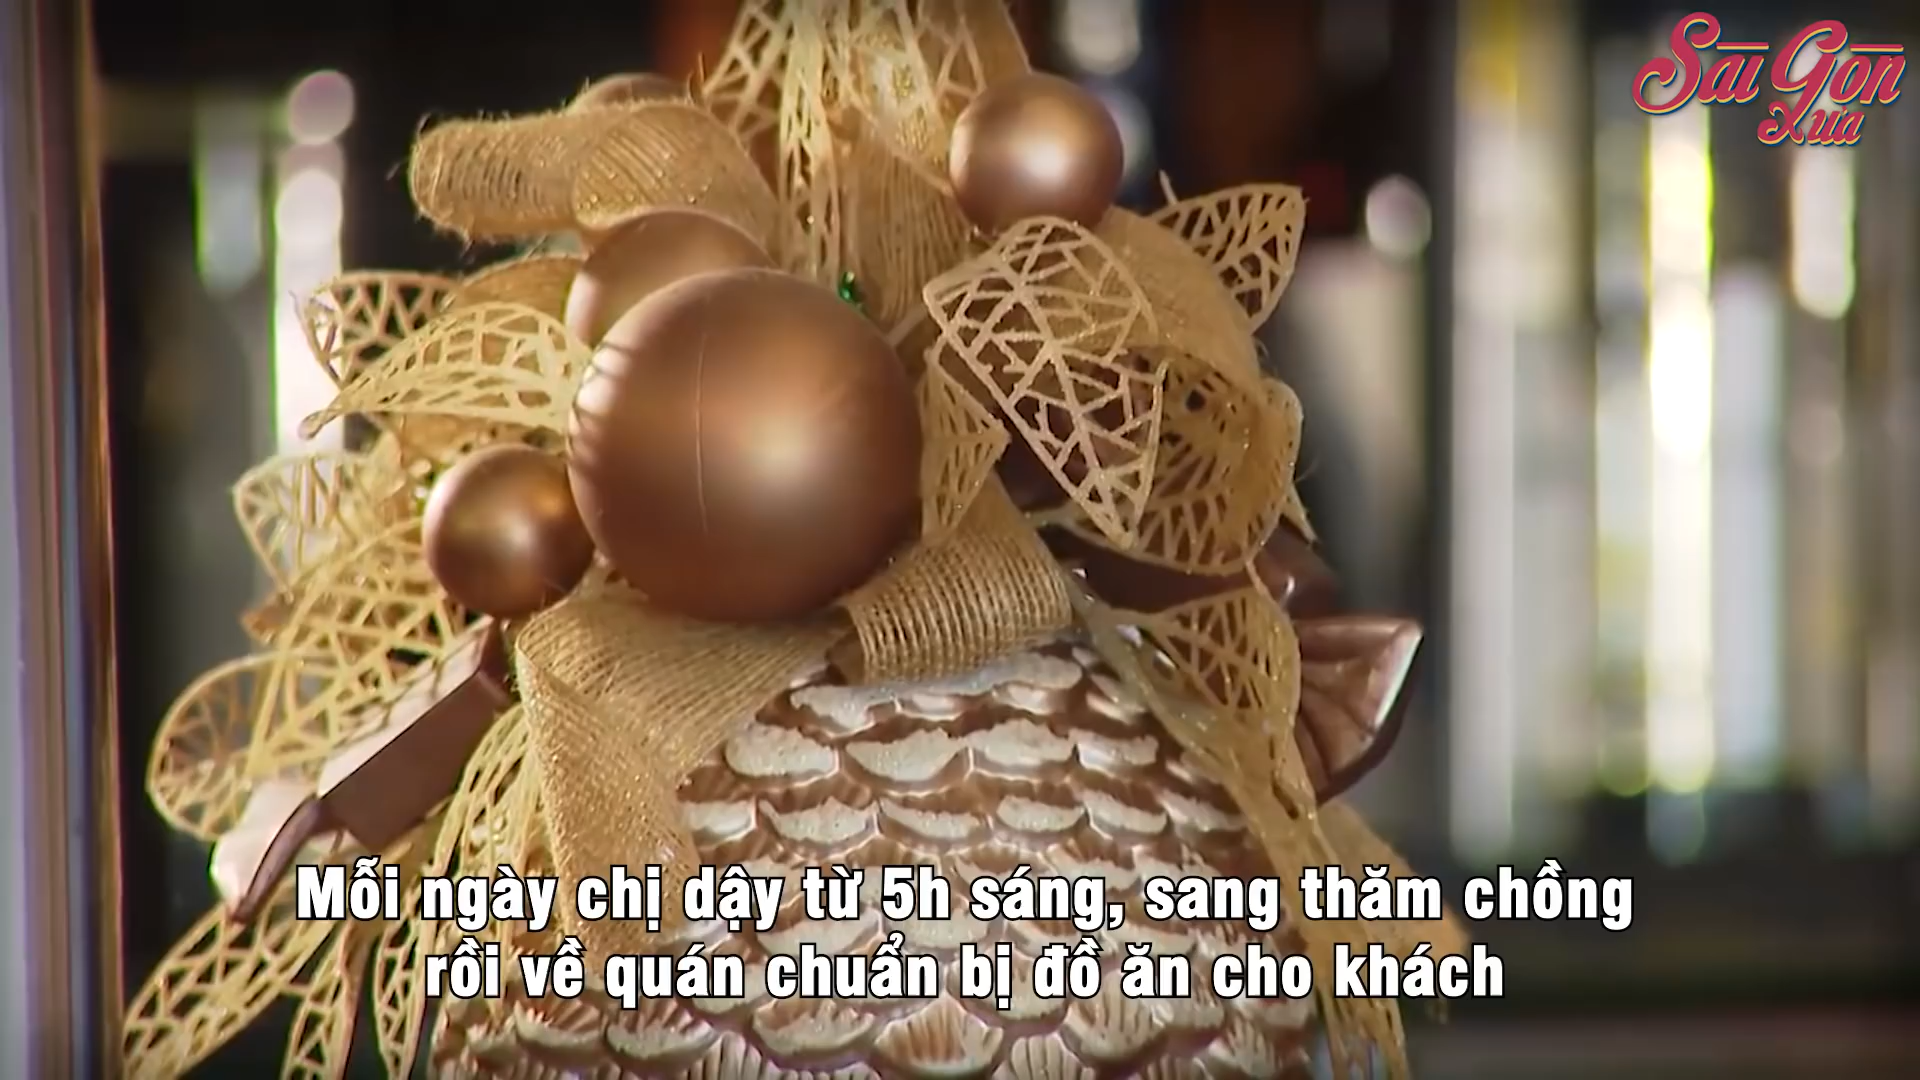 Sài Gòn
Xưa
Mỗi ngày chị dậy từ 5h sáng, sang thăm chồng
rồi về quán chuẩn bị đồ ăn cho khách